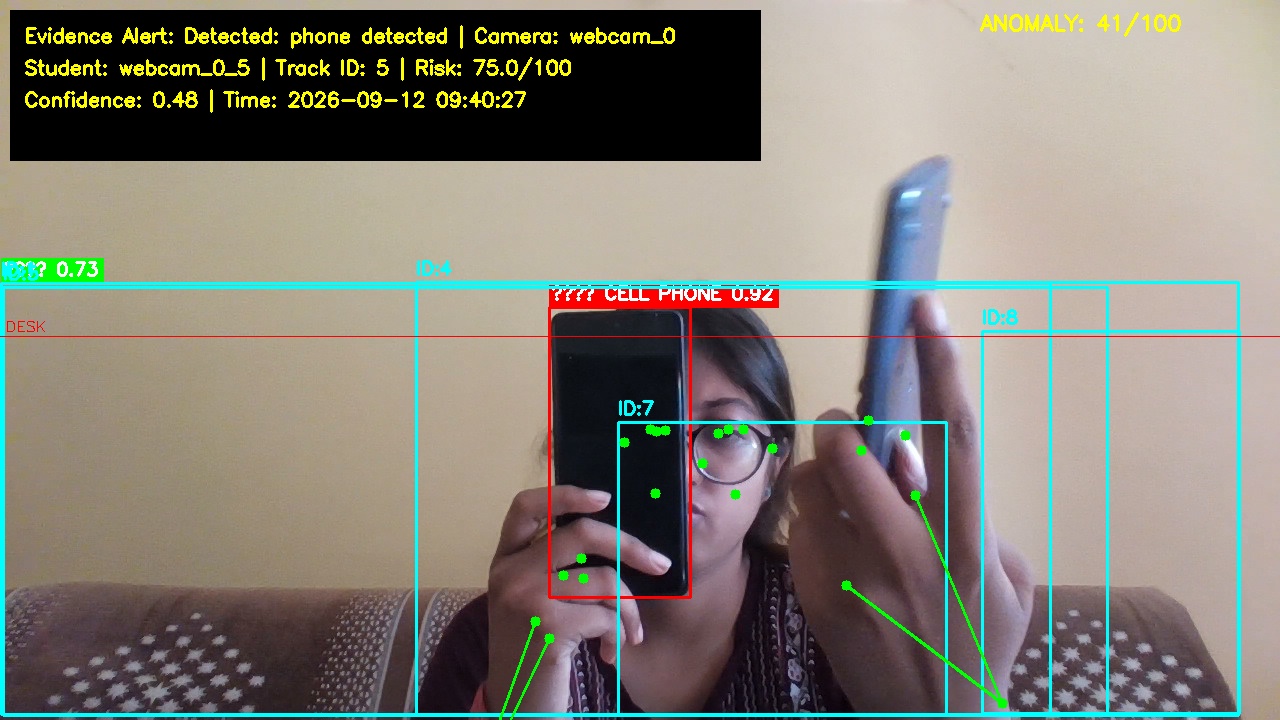 Evidence Alert: Detected: phone detected | Camera: webcam_0
Student: webcam_0_5 | Track ID: 5 | Risk: 75.0/100
Confidence: 0.48 | Time: 2026-09-12 09:40:27
ANOMALY: 41/100
???? 0.73
ID:4
???? CELL PHONE 0.92
ID:8
DESK
ID:7